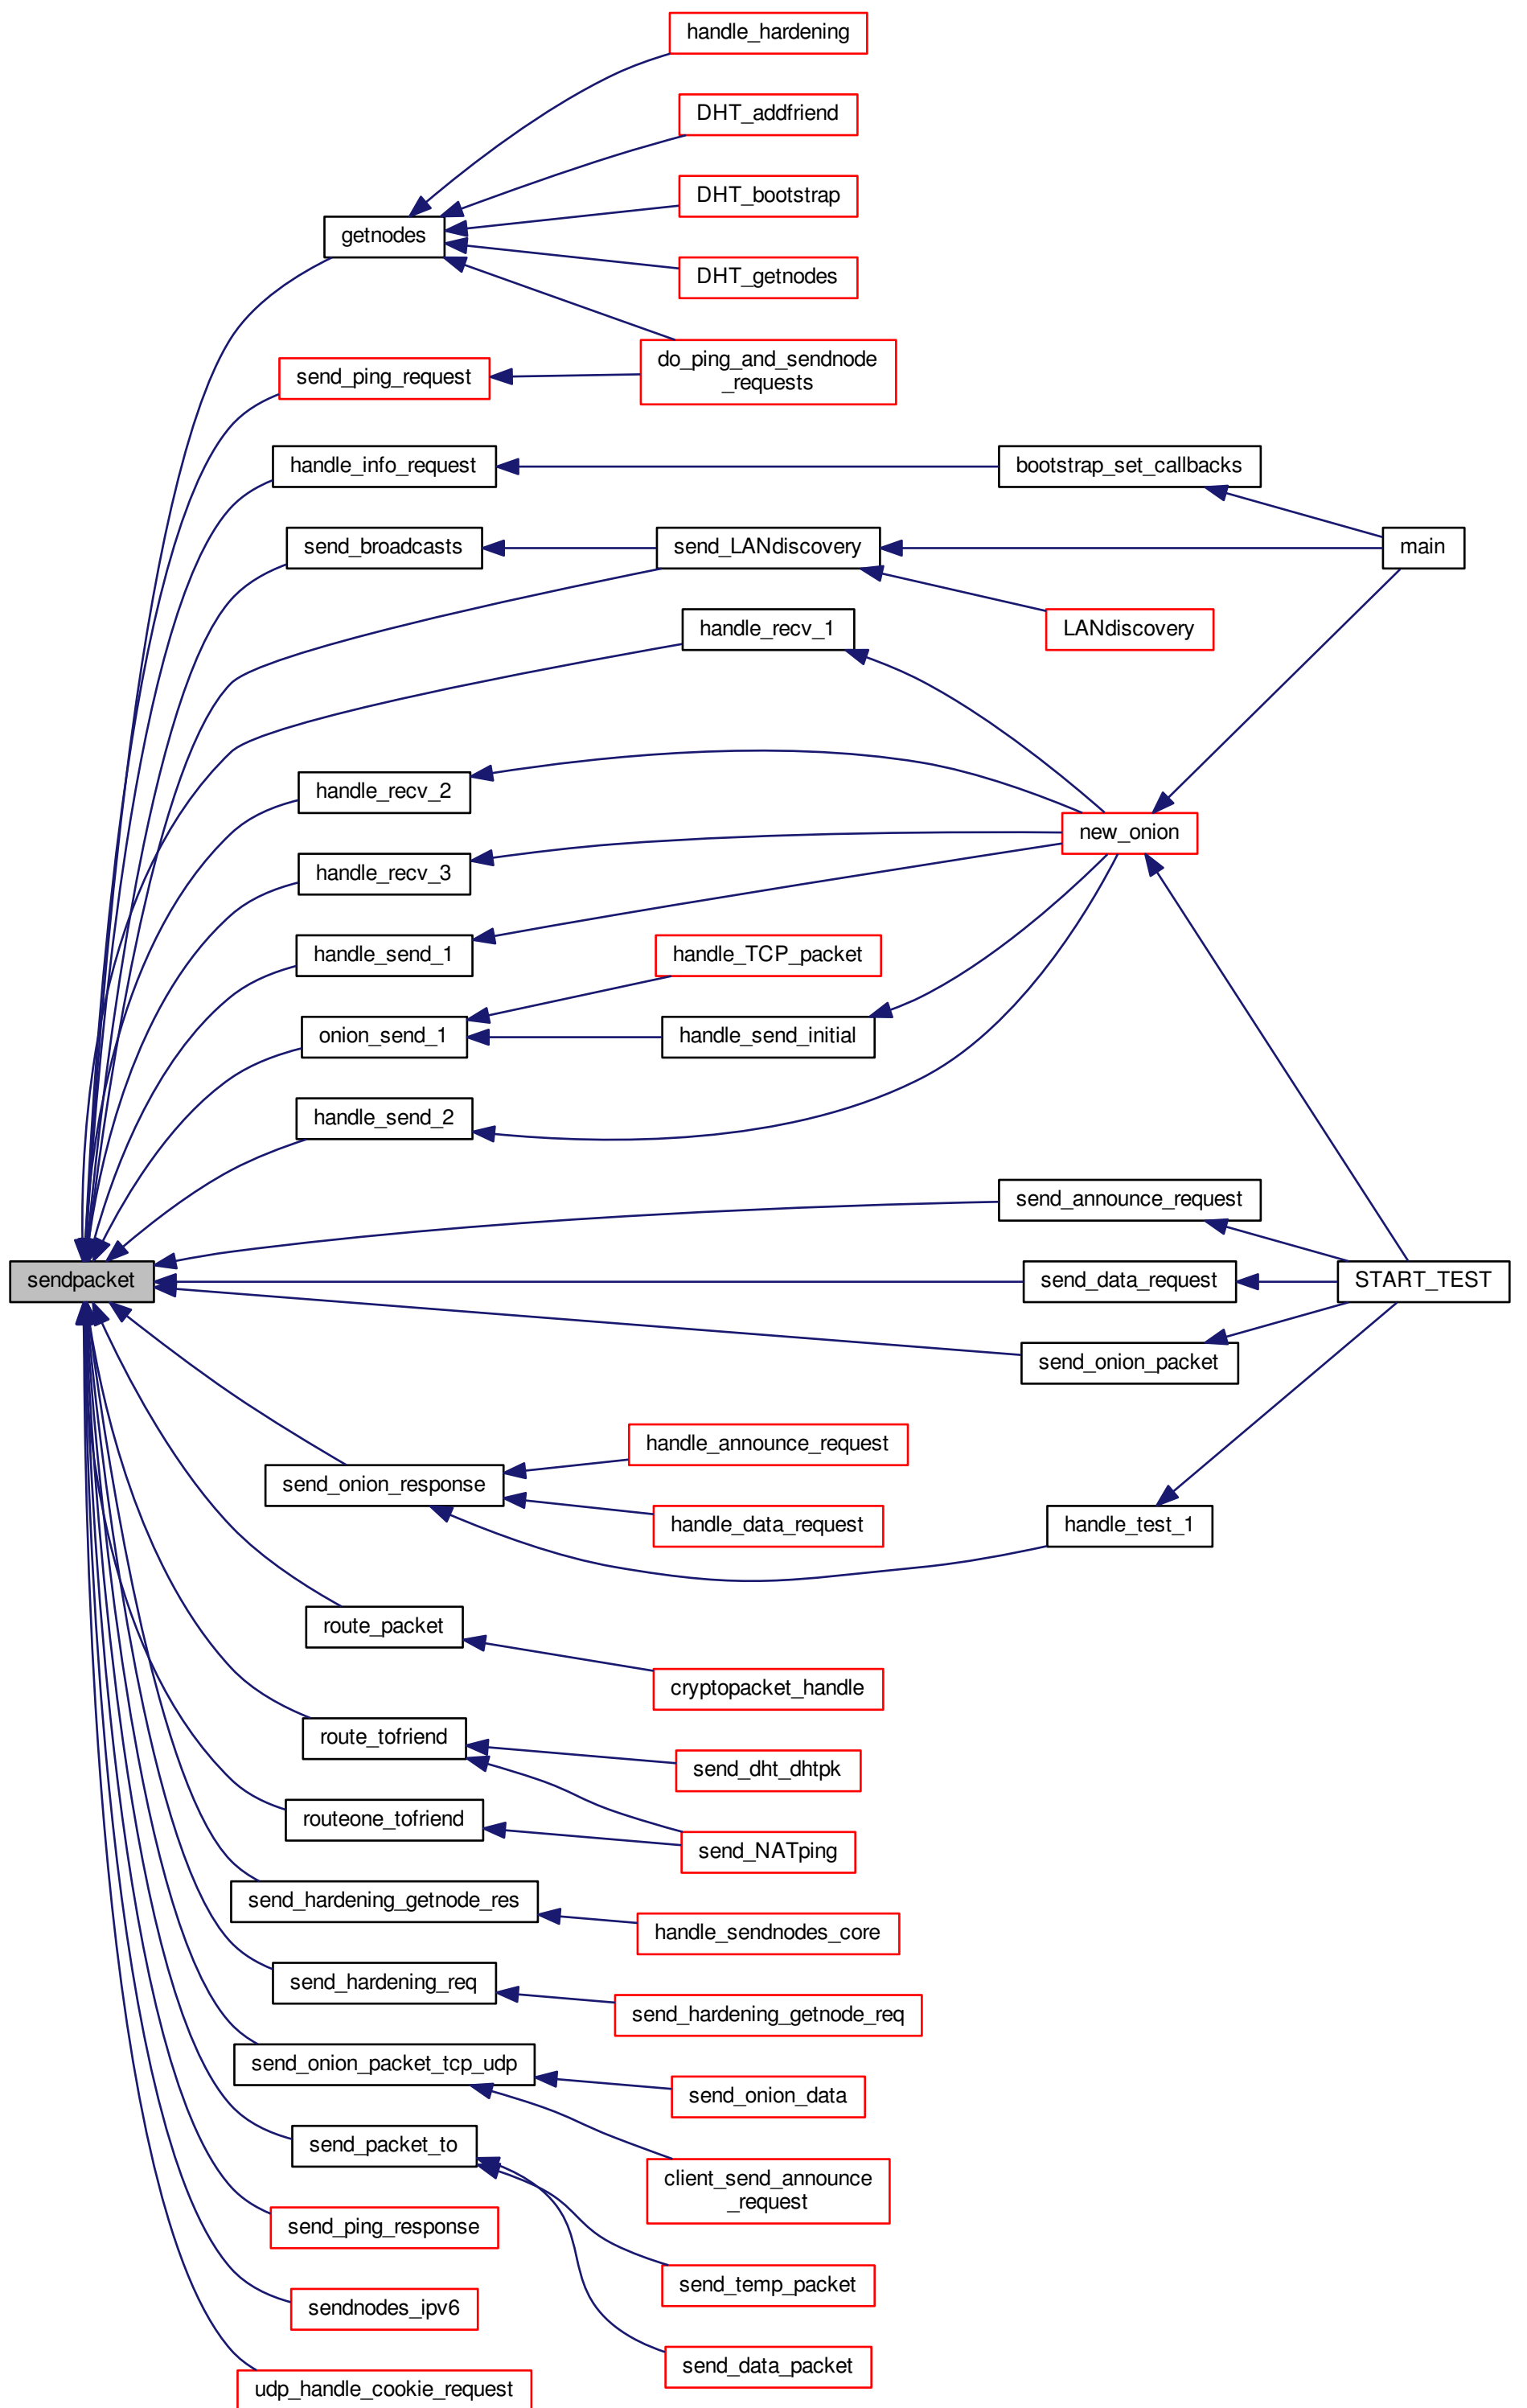 handle_hardening
DHT_addfriend
DHT_bootstrap
getnodes
DHT_getnodes
do_ping_and_sendnode
_requests
send_ping_request
handle_info_request
bootstrap_set_callbacks
send_broadcasts
send_LANdiscovery
main
handle_recv_1
LANdiscovery
handle_recv_2
new_onion
handle_recv_3
handle_send_1
handle_TCP_packet
onion_send_1
handle_send_initial
handle_send_2
send_announce_request
sendpacket
send_data_request
START_TEST
send_onion_packet
handle_announce_request
send_onion_response
handle_data_request
handle_test_1
route_packet
cryptopacket_handle
route_tofriend
send_dht_dhtpk
routeone_tofriend
send_NATping
send_hardening_getnode_res
handle_sendnodes_core
send_hardening_req
send_hardening_getnode_req
send_onion_packet_tcp_udp
send_onion_data
send_packet_to
client_send_announce
_request
send_ping_response
send_temp_packet
sendnodes_ipv6
send_data_packet
udp_handle_cookie_request